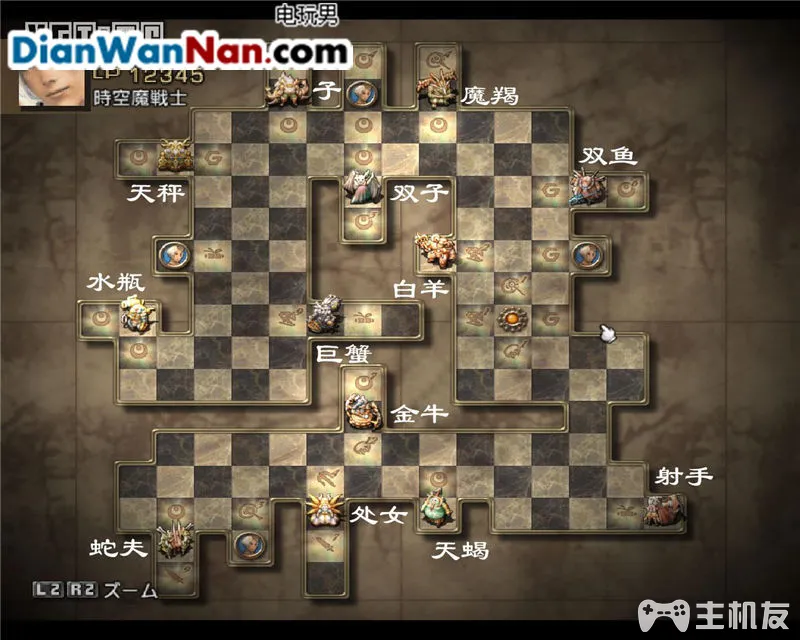 电玩男
DianWanNan.com
LP 12345
時空魔戦士
子
魔羯
双鱼
天秤
双子
水瓶
白羊
巨蟹
金牛
射手
处女
蛇夫
天蝎
L2 R2 ズーム
主机友